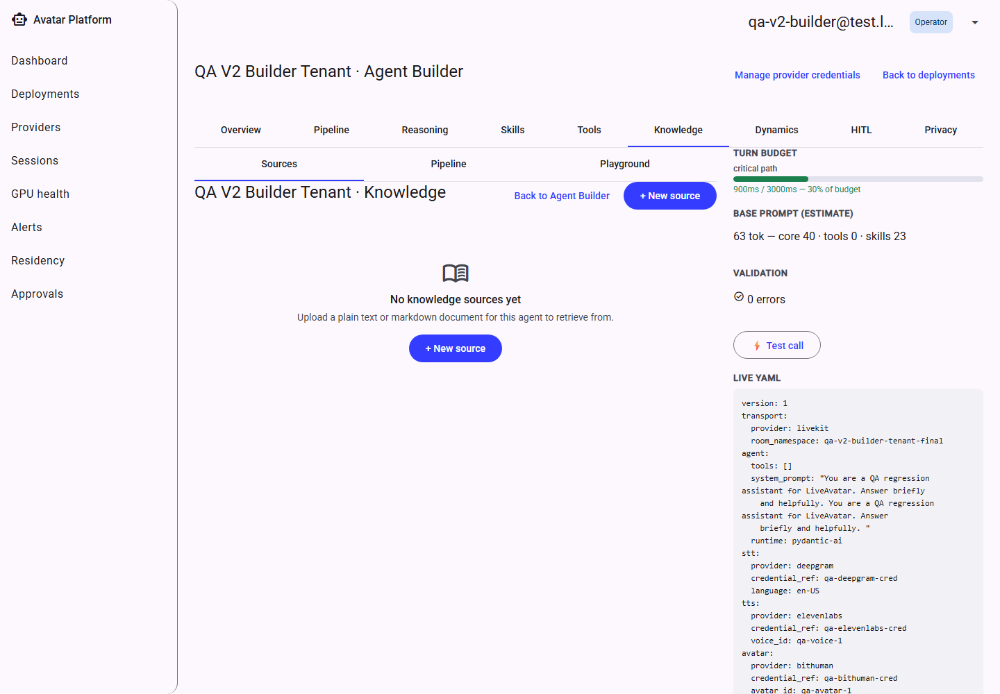 Avatar Platform
qa-v2-builder@test.l...
Operator
Dashboard
Deployments
Providers
Sessions
GPU health
Alerts
Residency
Approvals
QA V2 Builder Tenant · Agent Builder
Manage provider credentials
Back to deployments
Overview
Pipeline
Reasoning
Skills
Tools
Knowledge
Dynamics
HITL
Privacy
Sources
Pipeline
Playground
QA V2 Builder Tenant · Knowledge
Back to Agent Builder
+ New source
No knowledge sources yet
Upload a plain text or markdown document for this agent to retrieve from.
+ New source
TURN BUDGET
critical path
900ms / 3000ms — 30% of budget
BASE PROMPT (ESTIMATE)
63 tok — core 40 · tools 0 · skills 23
VALIDATION
0 errors
Test call
LIVE YAML
version: 1
transport:
  provider: livekit
  room_namespace: qa-v2-builder-tenant-final
agent:
  tools: []
  system_prompt: "You are a QA regression
assistant for LiveAvatar. Answer briefly
    and helpfully. You are a QA regression
assistant for LiveAvatar. Answer
    briefly and helpfully. "
  runtime: pydantic-ai
stt:
  provider: deepgram
  credential_ref: qa-deepgram-cred
  language: en-US
tts:
  provider: elevenlabs
  credential_ref: qa-elevenlabs-cred
  voice_id: qa-voice-1
avatar:
  provider: bithuman
  credential_ref: qa-bithuman-cred
  avatar_id: qa-avatar-1